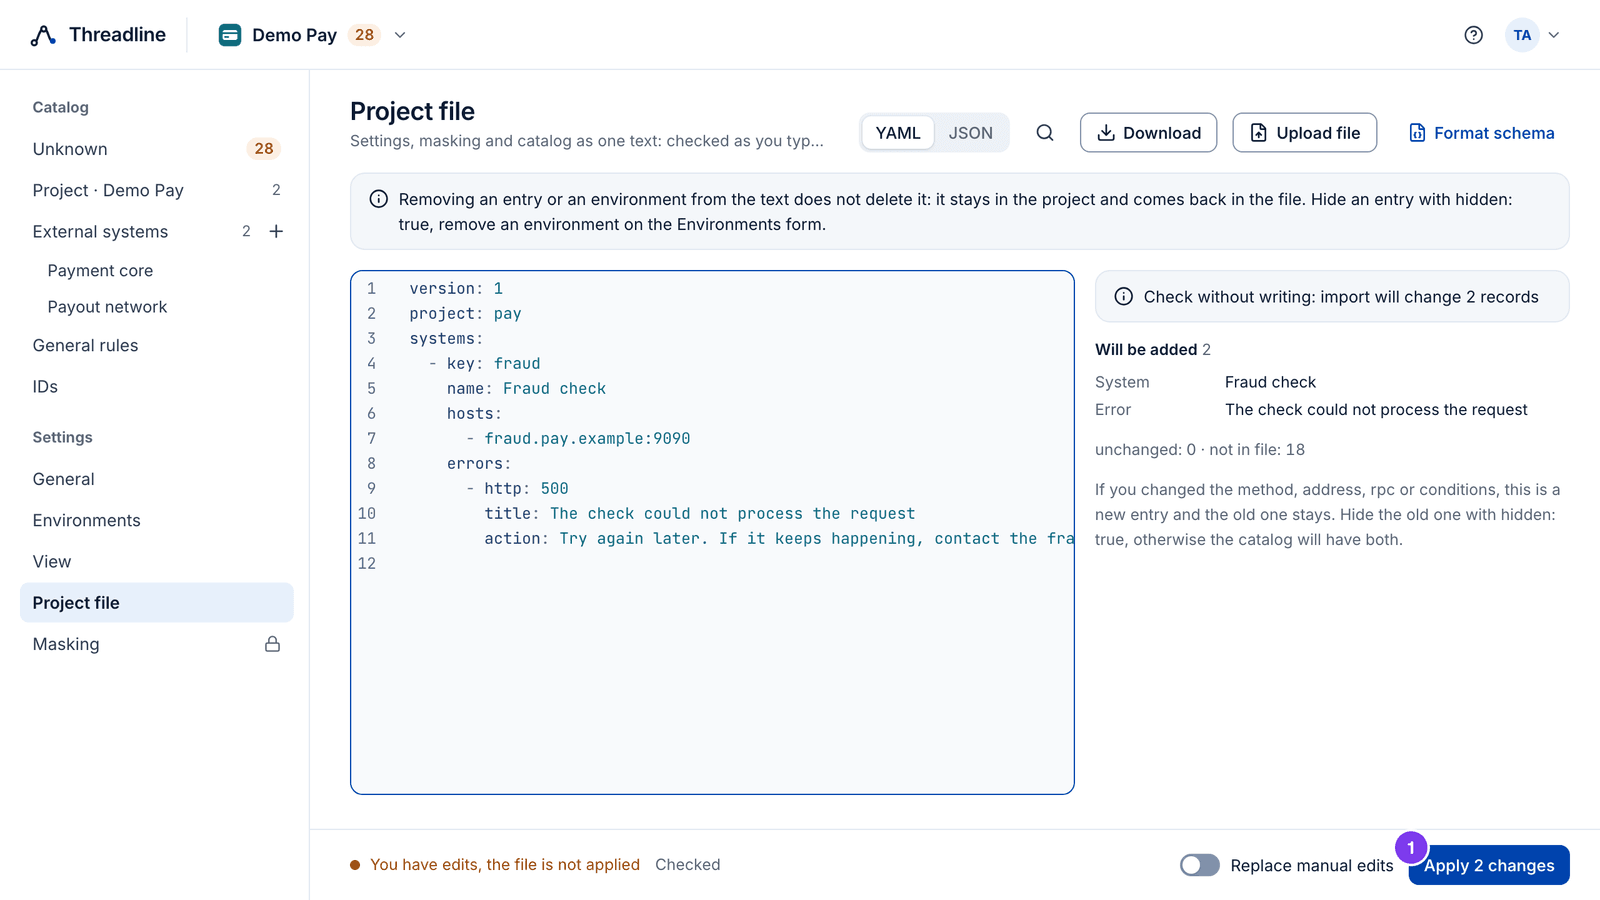 Threadline
Demo Pay 28
TA
Catalog
Unknown 28
Project · Demo Pay 2
External systems 2
Payment core
Payout network
General rules
IDs
Settings
General
Environments
View
Project file
Masking
Project file
Settings, masking and catalog as one text: checked as you typ...
YAML JSON
Download
Upload file
Format schema
Removing an entry or an environment from the text does not delete it: it stays in the project and comes back in the file. Hide an entry with hidden:
true, remove an environment on the Environments form.
1 version: 1
2 project: pay
3 systems:
4 - key: fraud
5 name: Fraud check
6 hosts:
7 - fraud.pay.example:9090
8 errors:
9 - http: 500
10 title: The check could not process the request
11 action: Try again later. If it keeps happening, contact the fra
12
Check without writing: import will change 2 records
Will be added 2
System Fraud check
Error The check could not process the request
unchanged: 0 · not in file: 18
If you changed the method, address, rpc or conditions, this is a
new entry and the old one stays. Hide the old one with hidden:
true, otherwise the catalog will have both.
You have edits, the file is not applied Checked
Replace manual edits
1
Apply 2 changes